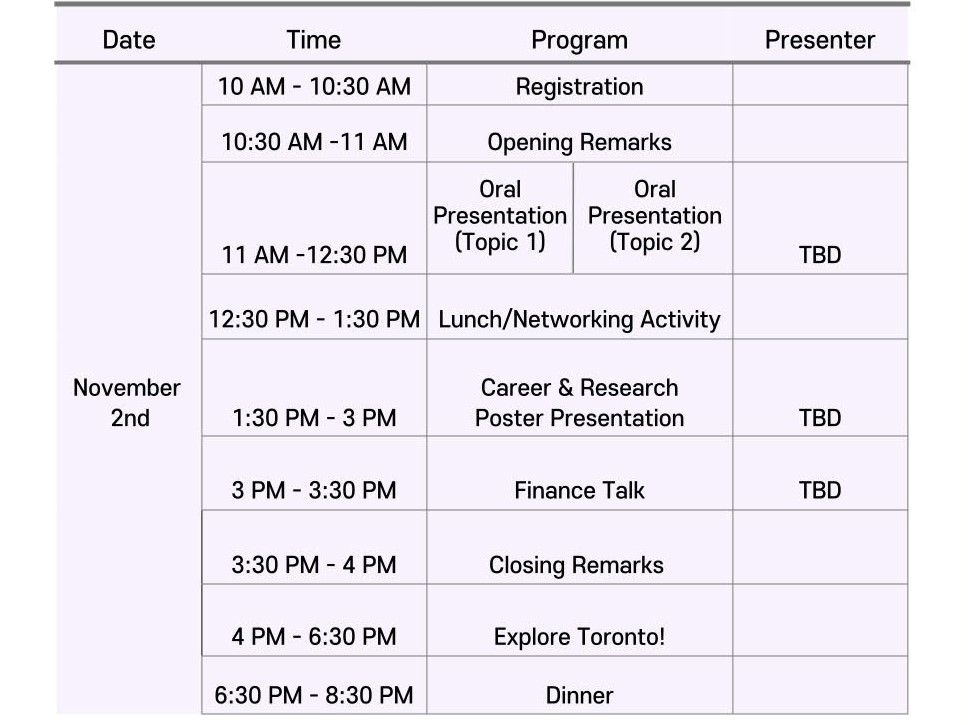 Date Time Program Presenter
10 AM - 10:30 AM Registration
10:30 AM -11 AM Opening Remarks
Oral Oral
Presentation Presentation
(Topic 1) (Topic 2)
11 AM -12:30 PM TBD
12:30 PM - 1:30 PM Lunch/Networking Activity
November Career & Research
2nd 1:30 PM - 3 PM Poster Presentation TBD
3 PM - 3:30 PM Finance Talk TBD
3:30 PM - 4 PM Closing Remarks
4 PM - 6:30 PM Explore Toronto!
6:30 PM - 8:30 PM Dinner